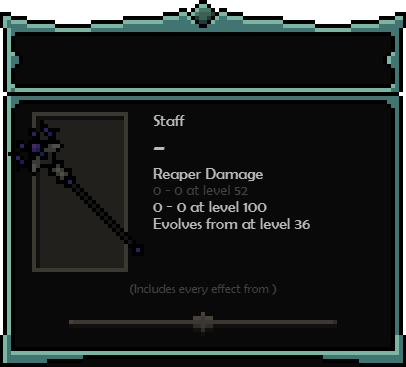 Staff
–
Reaper Damage
0 - 0 at level 52
0 - 0 at level 100
Evolves from at level 36
(Includes every effect from )